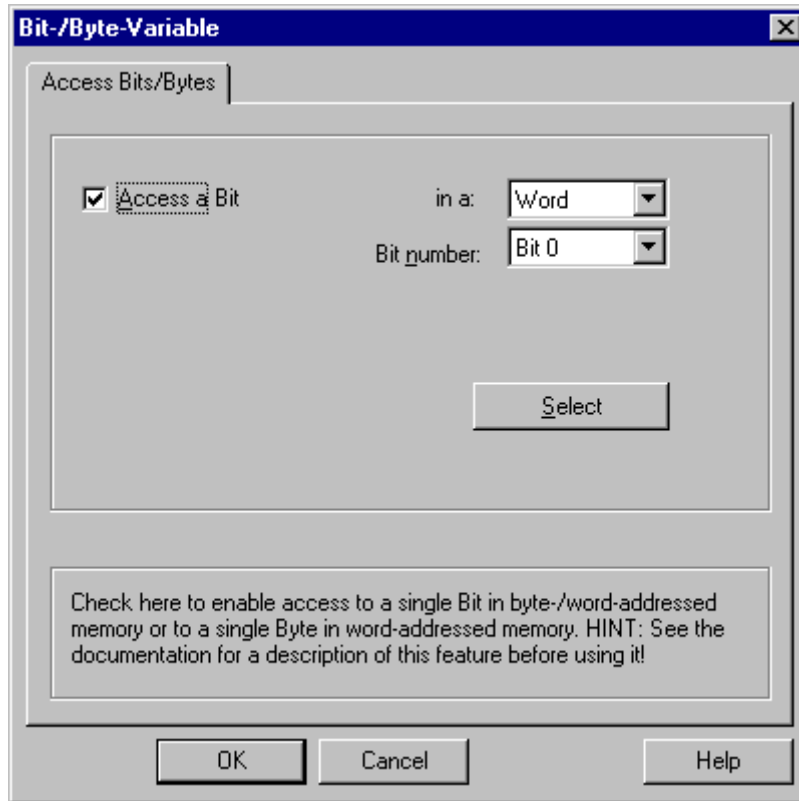 Bit-/Byte-Variable
Access Bits/Bytes
Access a Bit in a: Word
Bit number: Bit 0
Select
Check here to enable access to a single Bit in byte-/word-addressed
memory or to a single Byte in word-addressed memory. HINT: See the
documentation for a description of this feature before using it!
OK Cancel Help